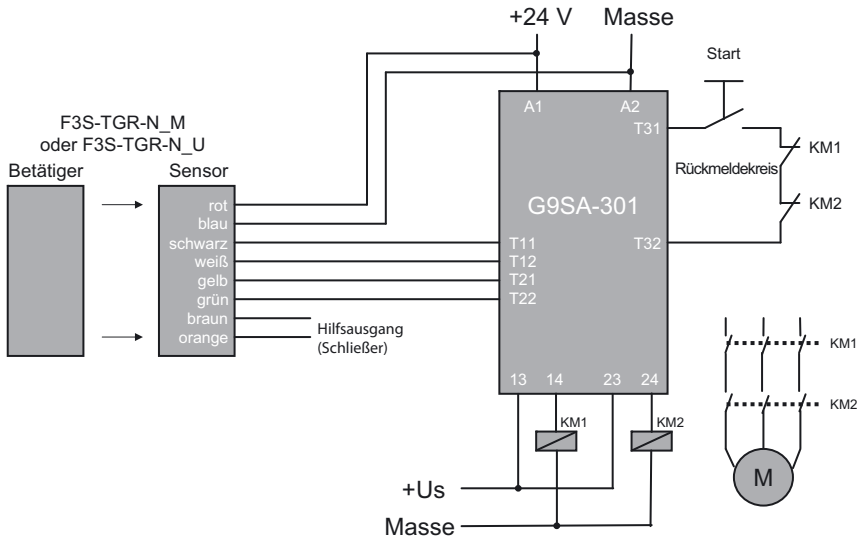 +24 V
Masse
Start
F3S-TGR-N_M
oder F3S-TGR-N_U
Betätiger
Sensor
A1
A2
T31
KM1
Rückmeldekreis
KM2
rot
blau
schwarz
weiß
gelb
grün
braun
orange
G9SA-301
T11
T12
T21
T22
T32
Hilfsausgang
(Schließer)
13
14
23
24
KM1
KM2
KM1
KM2
M
+Us
Masse